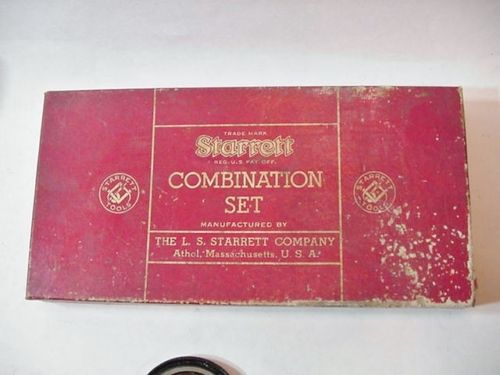 TRADE MARK
Starrett
REG. U.S. PAT. OFF.
COMBINATION
SET
MANUFACTURED BY
THE L. S. STARRETT COMPANY
Athol, Massachusetts, U. S. A.
STARRETT
TOOLS
STARRETT
TOOLS